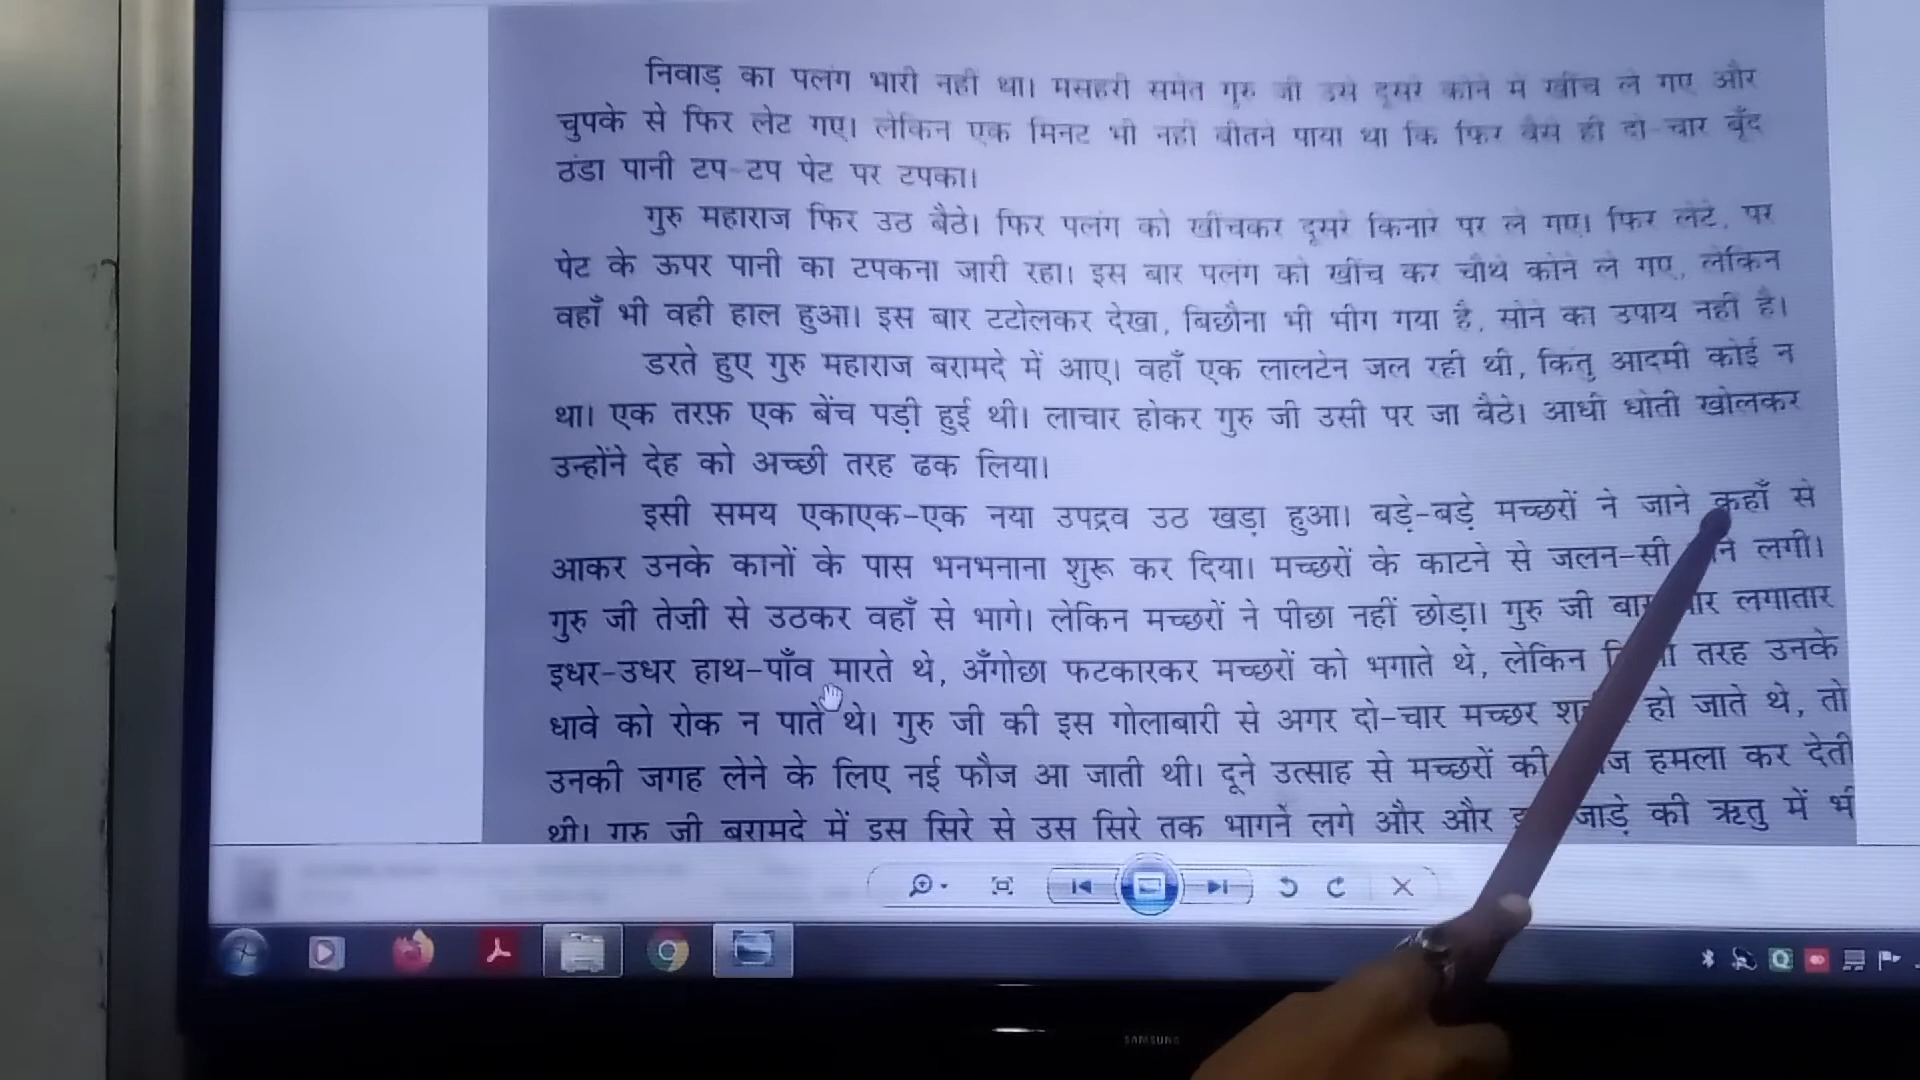 निवाड़ का पलंग भारी नहीं था। मसहरी समेत गुरु जी उसे दूसरे कोने में खींच ले गए और
चुपके से फिर लेट गए। लेकिन एक मिनट भी नहीं बीतने पाया था कि फिर वैसे ही दो-चार बूँद
ठंडा पानी टप-टप पेट पर टपका।
गुरु महाराज फिर उठ बैठे। फिर पलंग को खींचकर दूसरे किनारे पर ले गए। फिर लेटे, पर
पेट के ऊपर पानी का टपकना जारी रहा। इस बार पलंग को खींच कर चौथे कोने ले गए, लेकिन
वहाँ भी वही हाल हुआ। इस बार टटोलकर देखा, बिछौना भी भीग गया है, सोने का उपाय नहीं है।
डरते हुए गुरु महाराज बरामदे में आए। वहाँ एक लालटेन जल रही थी, किंतु आदमी कोई न
था। एक तरफ़ एक बेंच पड़ी हुई थी। लाचार होकर गुरु जी उसी पर जा बैठे। आधी धोती खोलकर
उन्होंने देह को अच्छी तरह ढक लिया।
इसी समय एकाएक-एक नया उपद्रव उठ खड़ा हुआ। बड़े-बड़े मच्छरों ने जाने कहाँ से
आकर उनके कानों के पास भनभनाना शुरू कर दिया। मच्छरों के काटने से जलन-सी लगी।
गुरु जी तेज़ी से उठकर वहाँ से भागे। लेकिन मच्छरों ने पीछा नहीं छोड़ा। गुरु जी लगातार
इधर-उधर हाथ-पाँव मारते थे, अँगोछा फटकारकर मच्छरों को भगाते थे, लेकिन तरह उनके
धावे को रोक न पाते थे। गुरु जी की इस गोलाबारी से अगर दो-चार मच्छर हो जाते थे, तो
उनकी जगह लेने के लिए नई फौज आ जाती थी। दूने उत्साह से मच्छरों की हमला कर देती
थी। गुरु जी बरामदे में इस सिरे से उस सिरे तक भागने लगे और और जाड़े की ऋतु में भी
SAMSUNG